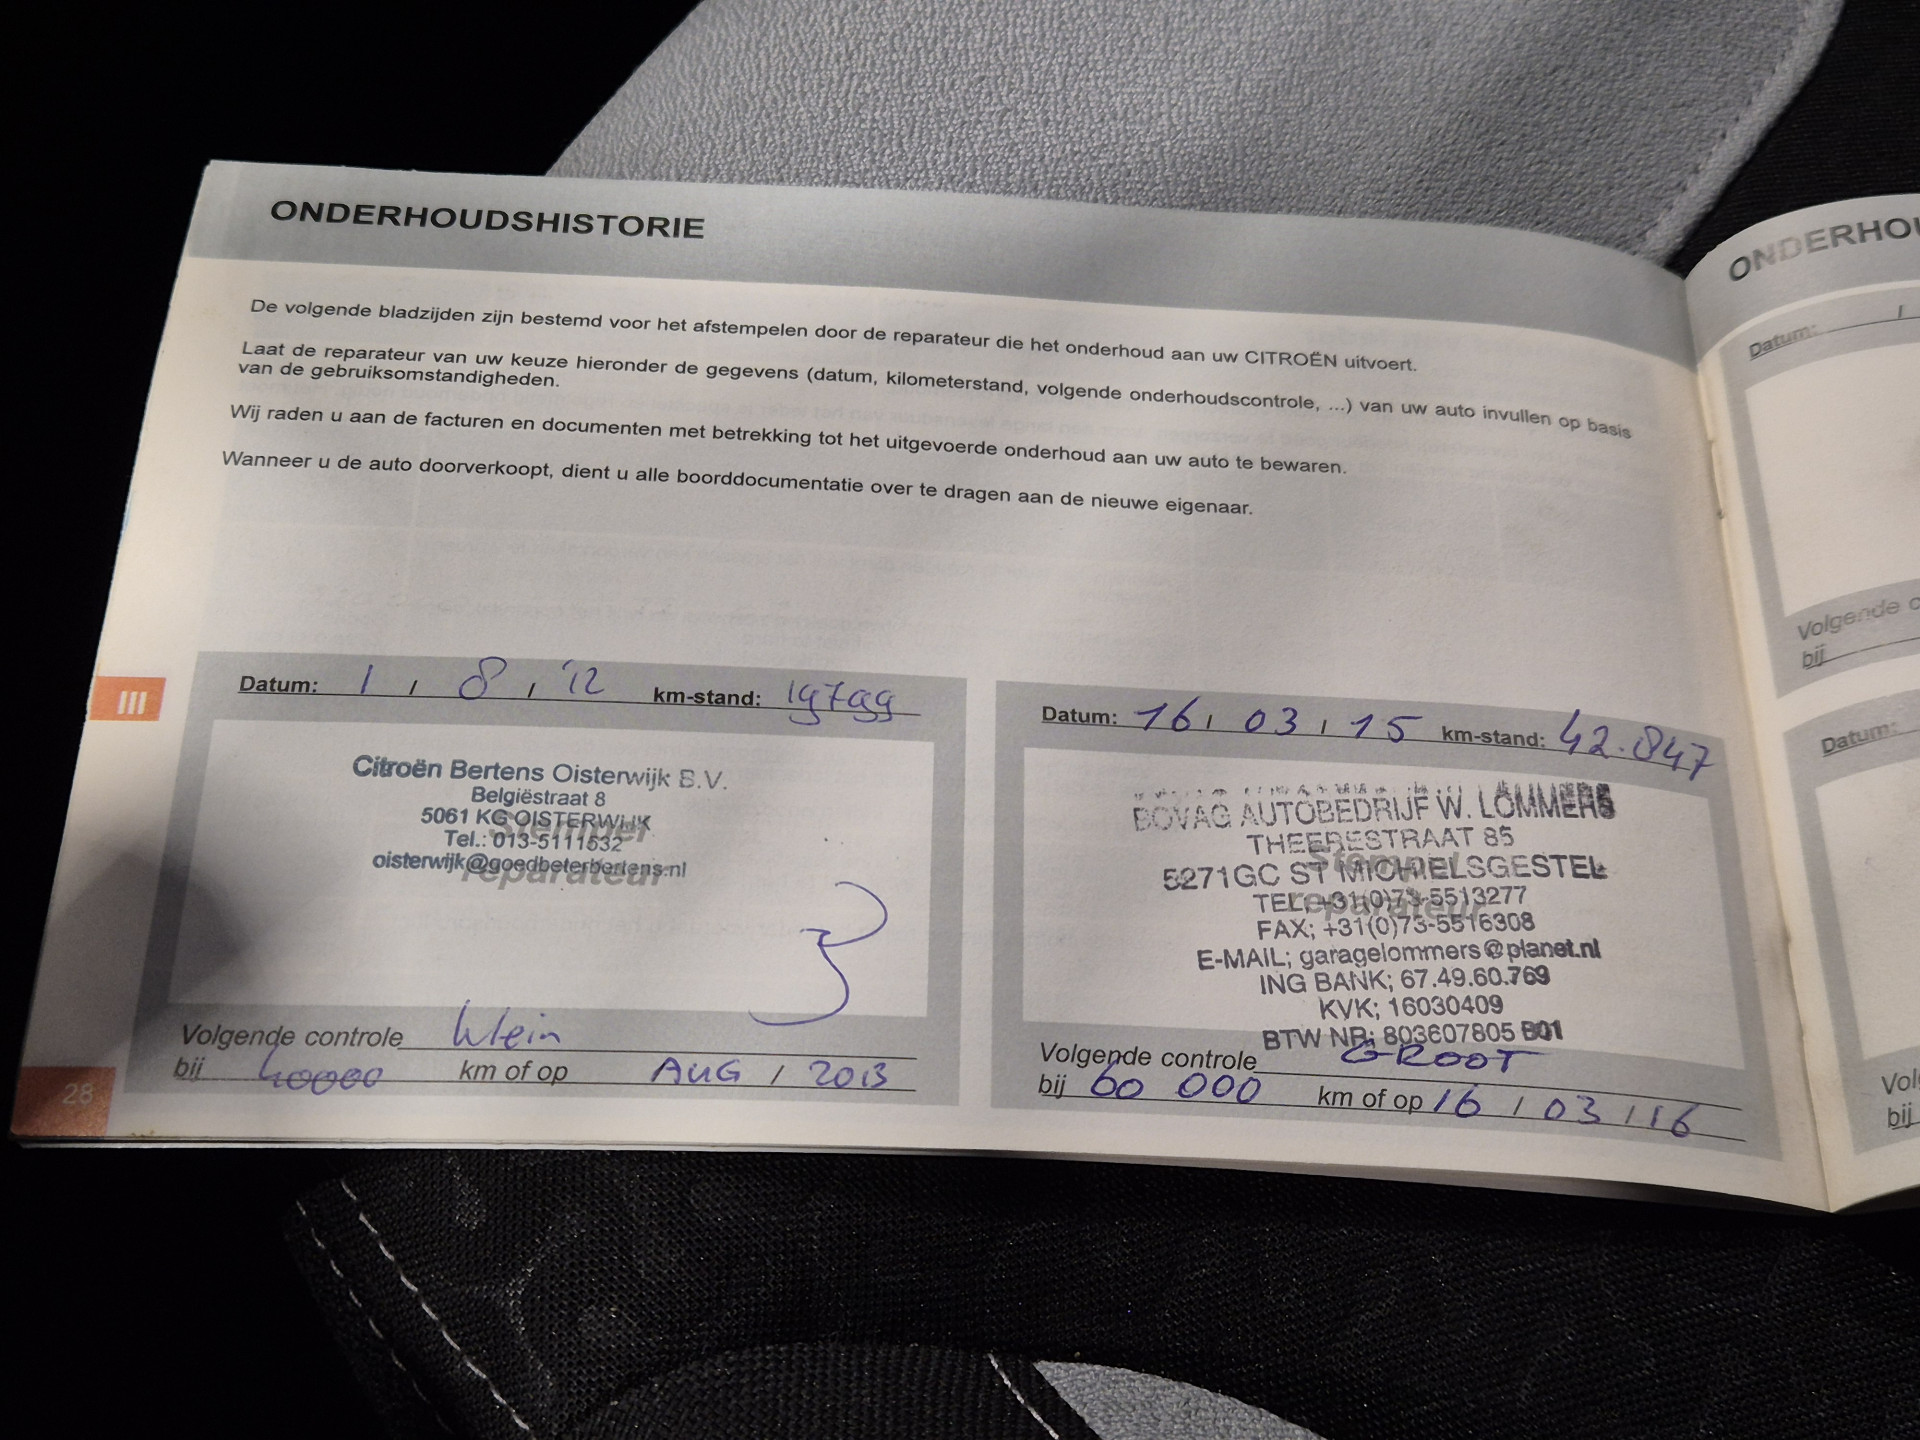 ONDERHOUDSHISTORIE
De volgende bladzijden zijn bestemd voor het afstempelen door de reparateur die het onderhoud aan uw CITROËN uitvoert.
Laat de reparateur van uw keuze hieronder de gegevens (datum, kilometerstand, volgende onderhoudscontrole, ...) van uw auto invullen op basis
van de gebruiksomstandigheden.
Wij raden u aan de facturen en documenten met betrekking tot het uitgevoerde onderhoud aan uw auto te bewaren.
Wanneer u de auto doorverkoopt, dient u alle boorddocumentatie over te dragen aan de nieuwe eigenaar.
III
Datum: 1 / 8 / '12 km-stand: 19799
Citroën Bertens Oisterwijk B.V.
Belgiëstraat 8
5061 KG OISTERWIJK
Tel.: 013-5111532
oisterwijk@goedbeterbertens.nl
Stempel
reparateur
Volgende controle Klein
bij 40000 km of op AUG / 2013
28
Datum: 16 / 03 / 15 km-stand: 42.847
BOVAG AUTOBEDRIJF W. LOMMERS
THEERESTRAAT 85
5271GC ST MICHIELSGESTEL
TEL; +31(0)73-5513277
FAX; +31(0)73-5516308
E-MAIL; garagelommers@planet.nl
ING BANK; 67.49.60.769
KVK; 16030409
BTW NR; 803607805 B01
Stempel
reparateur
Volgende controle GROOT
bij 60 000 km of op 16 / 03 / 16
ONDERHOU
Datum: /
Volgende c
bij
Datum:
Vol
bij